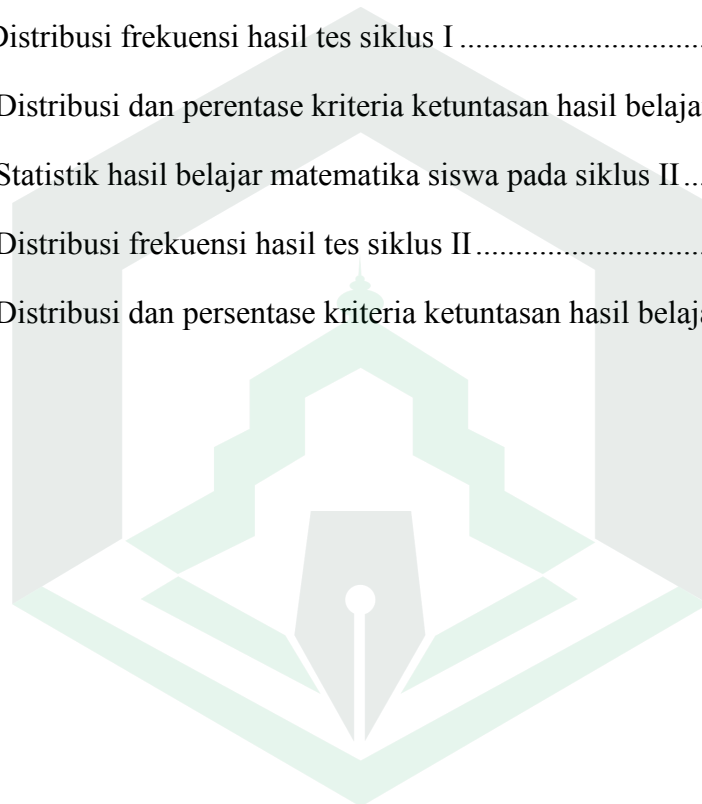 Distribusi frekuensi hasil tes siklus I ................................
Distribusi dan perentase kriteria ketuntasan hasil belaja
Statistik hasil belajar matematika siswa pada siklus II ...
Distribusi frekuensi hasil tes siklus II ..............................
Distribusi dan persentase kriteria ketuntasan hasil belaja